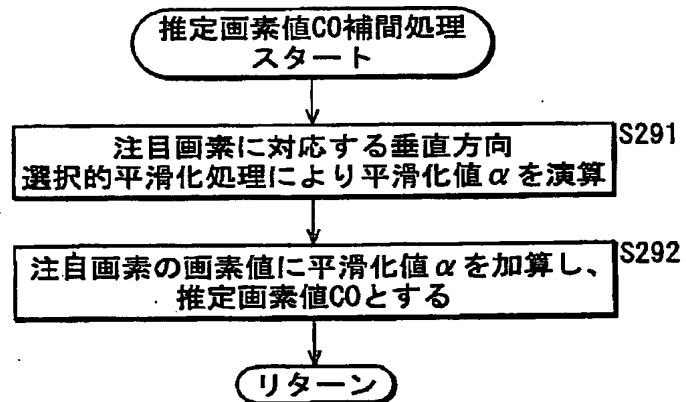 推定画素値CO補間処理
スタート
S291
注目画素に対応する垂直方向
選択的平滑化処理により平滑化値αを演算
S292
注目画素の画素値に平滑化値αを加算し、
推定画素値COとする
リターン